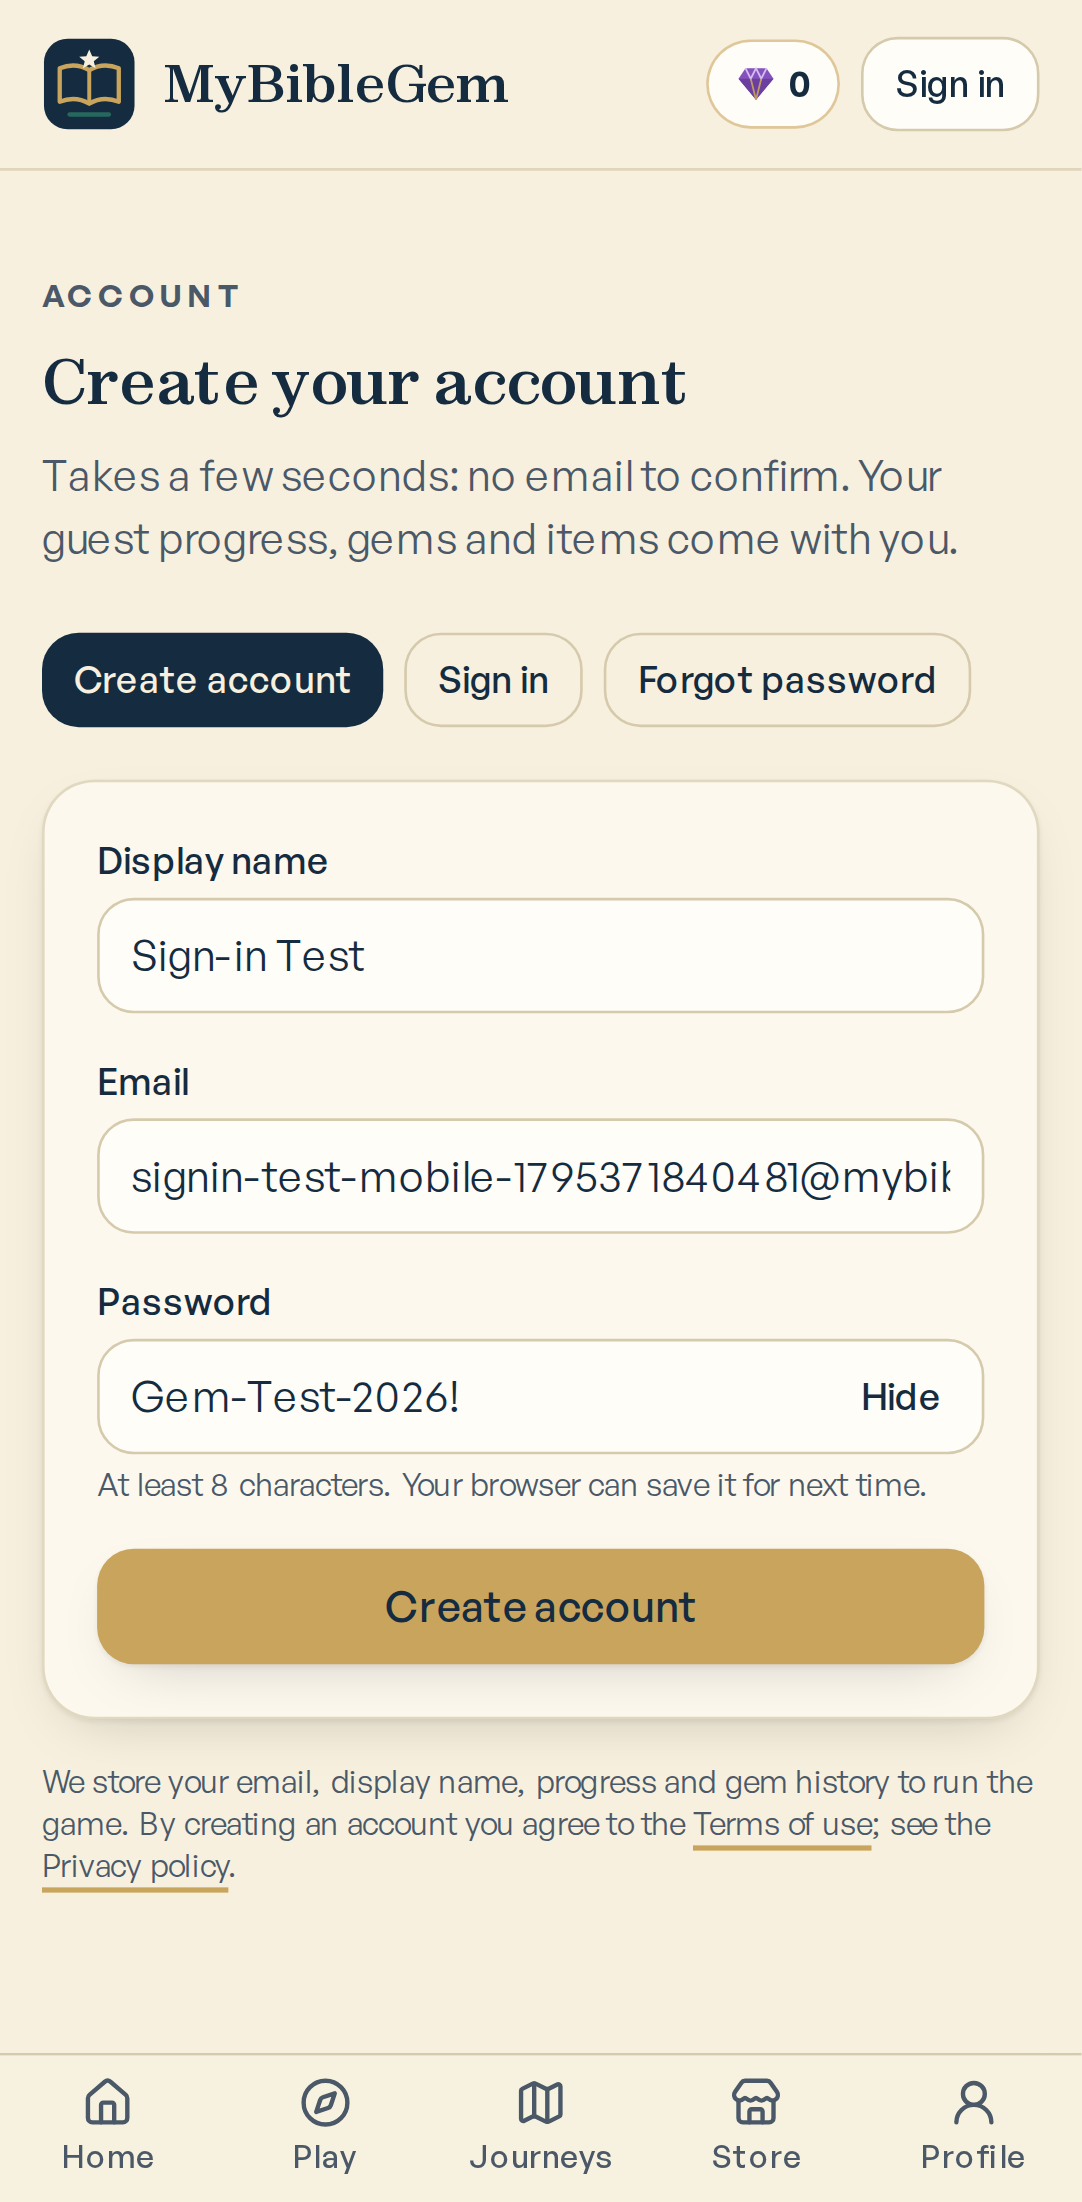 MyBibleGem
0
Sign in
ACCOUNT
Create your account
Takes a few seconds: no email to confirm. Your
guest progress, gems and items come with you.
Create account
Sign in
Forgot password
Display name
Sign-in Test
Email
signin-test-mobile-1795371840481@mybib
Password
Gem-Test-2026!
Hide
At least 8 characters. Your browser can save it for next time.
Create account
We store your email, display name, progress and gem history to run the
game. By creating an account you agree to the Terms of use; see the
Privacy policy.
Home
Play
Journeys
Store
Profile